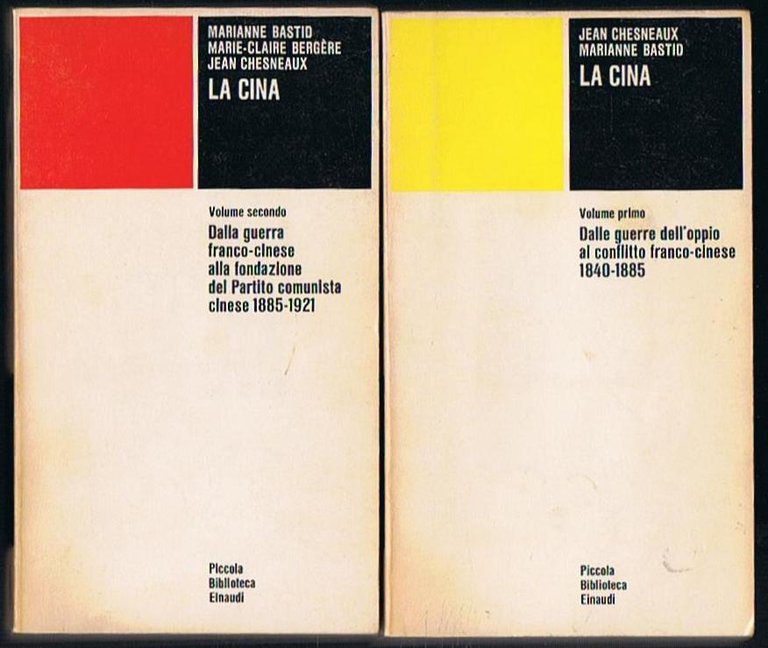 MARIANNE BASTID
MARIE-CLAIRE BERGÈRE
JEAN CHESNEAUX
LA CINA
Volume secondo
Dalla guerra
franco-cinese
alla fondazione
del Partito comunista
cinese 1885-1921
Piccola
Biblioteca
Einaudi
JEAN CHESNEAUX
MARIANNE BASTID
LA CINA
Volume primo
Dalle guerre dell'oppio
al conflitto franco-cinese
1840-1885
Piccola
Biblioteca
Einaudi